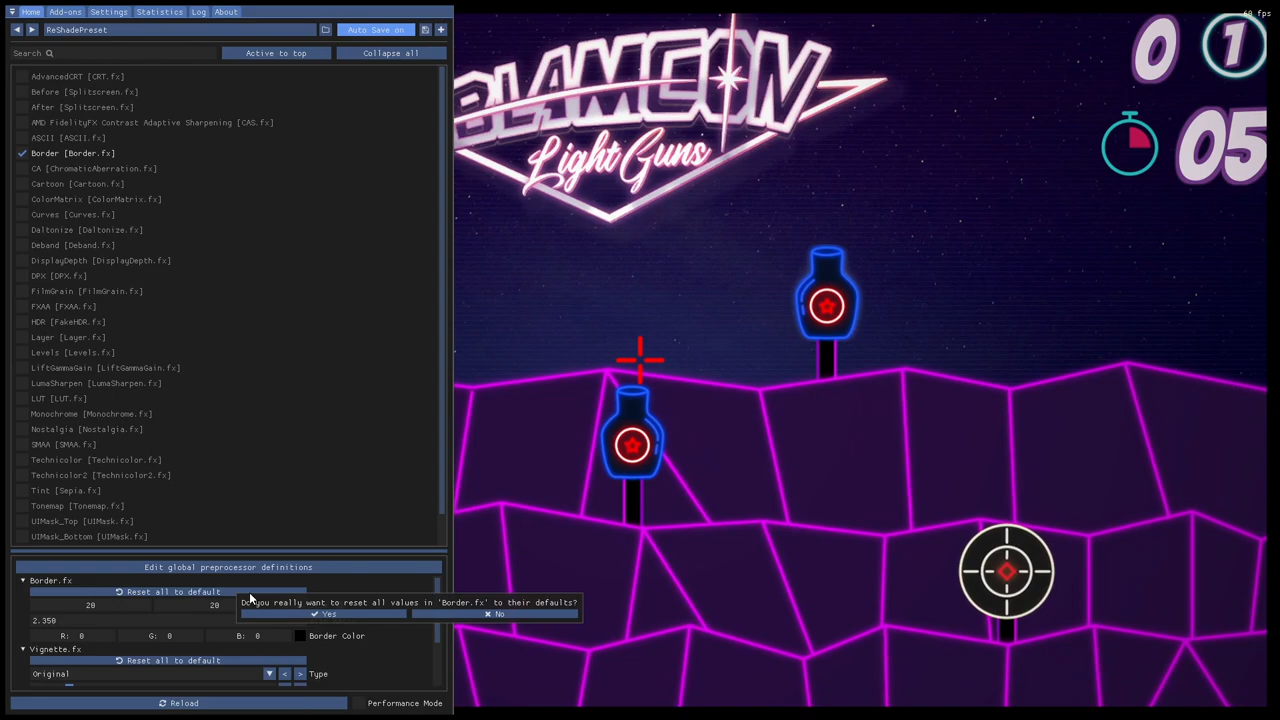 60 fps
Home Add-ons Settings Statistics Log About
ReShadePreset Auto Save on
Search Active to top Collapse all
AdvancedCRT [CRT.fx]
Before [Splitscreen.fx]
After [Splitscreen.fx]
AMD FidelityFX Contrast Adaptive Sharpening [CAS.fx]
ASCII [ASCII.fx]
Border [Border.fx]
CA [ChromaticAberration.fx]
Cartoon [Cartoon.fx]
ColorMatrix [ColorMatrix.fx]
Curves [Curves.fx]
Daltonize [Daltonize.fx]
Deband [Deband.fx]
DisplayDepth [DisplayDepth.fx]
DPX [DPX.fx]
FilmGrain [FilmGrain.fx]
FXAA [FXAA.fx]
HDR [FakeHDR.fx]
Layer [Layer.fx]
Levels [Levels.fx]
LiftGammaGain [LiftGammaGain.fx]
LumaSharpen [LumaSharpen.fx]
LUT [LUT.fx]
Monochrome [Monochrome.fx]
Nostalgia [Nostalgia.fx]
SMAA [SMAA.fx]
Technicolor [Technicolor.fx]
Technicolor2 [Technicolor2.fx]
Tint [Sepia.fx]
Tonemap [Tonemap.fx]
UIMask_Top [UIMask.fx]
UIMask_Bottom [UIMask.fx]
Edit global preprocessor definitions
Border.fx
Reset all to default
20 20
Do you really want to reset all values in 'Border.fx' to their defaults?
Yes No
2.350
R: 0 G: 0 B: 0 Border Color
Vignette.fx
Reset all to default
Original < > Type
Reload Performance Mode
BLAMCON
Light Guns
0 1
05